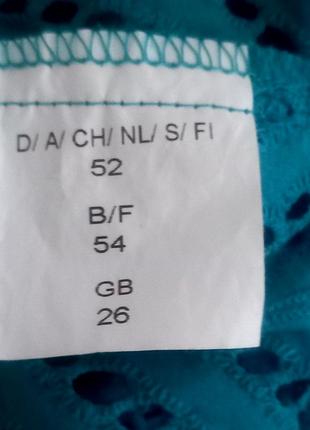 D/ A/ CH/ NL/ S/ FI
52
B/F
54
GB
26